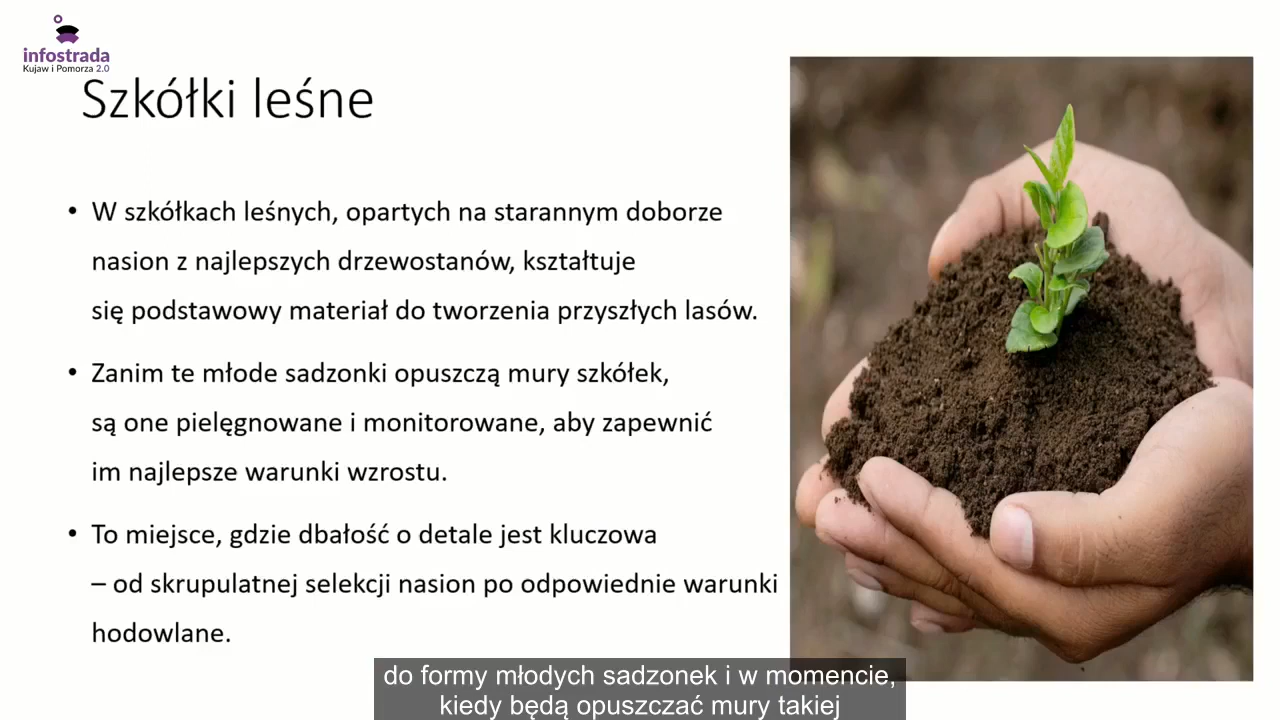 infostrada
Kujaw i Pomorza 2.0
Szkółki leśne
• W szkółkach leśnych, opartych na starannym doborze
nasion z najlepszych drzewostanów, kształtuje
się podstawowy materiał do tworzenia przyszłych lasów.
• Zanim te młode sadzonki opuszczą mury szkółek,
są one pielęgnowane i monitorowane, aby zapewnić
im najlepsze warunki wzrostu.
• To miejsce, gdzie dbałość o detale jest kluczowa
– od skrupulatnej selekcji nasion po odpowiednie warunki
hodowlane.
do formy młodych sadzonek i w momencie,
kiedy będą opuszczać mury takiej